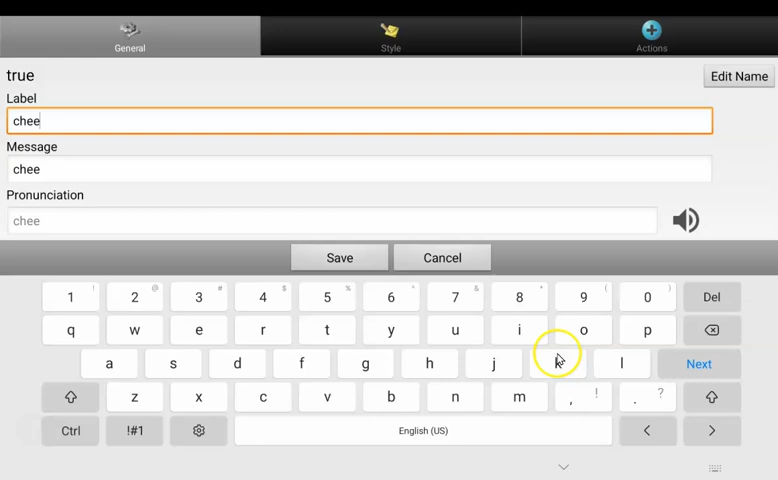 General
Style
Actions
true
Edit Name
Label
chee
Message
chee
Pronunciation
chee
Save Cancel
1 ! 2 @ 3 # 4 $ 5 % 6 ^ 7 & 8 * 9 ( 0 ) Del
q w e r t y u i o p
a s d f g h j k l Next
z x c v b n m , ! . ?
Ctrl !#1 English (US) < >